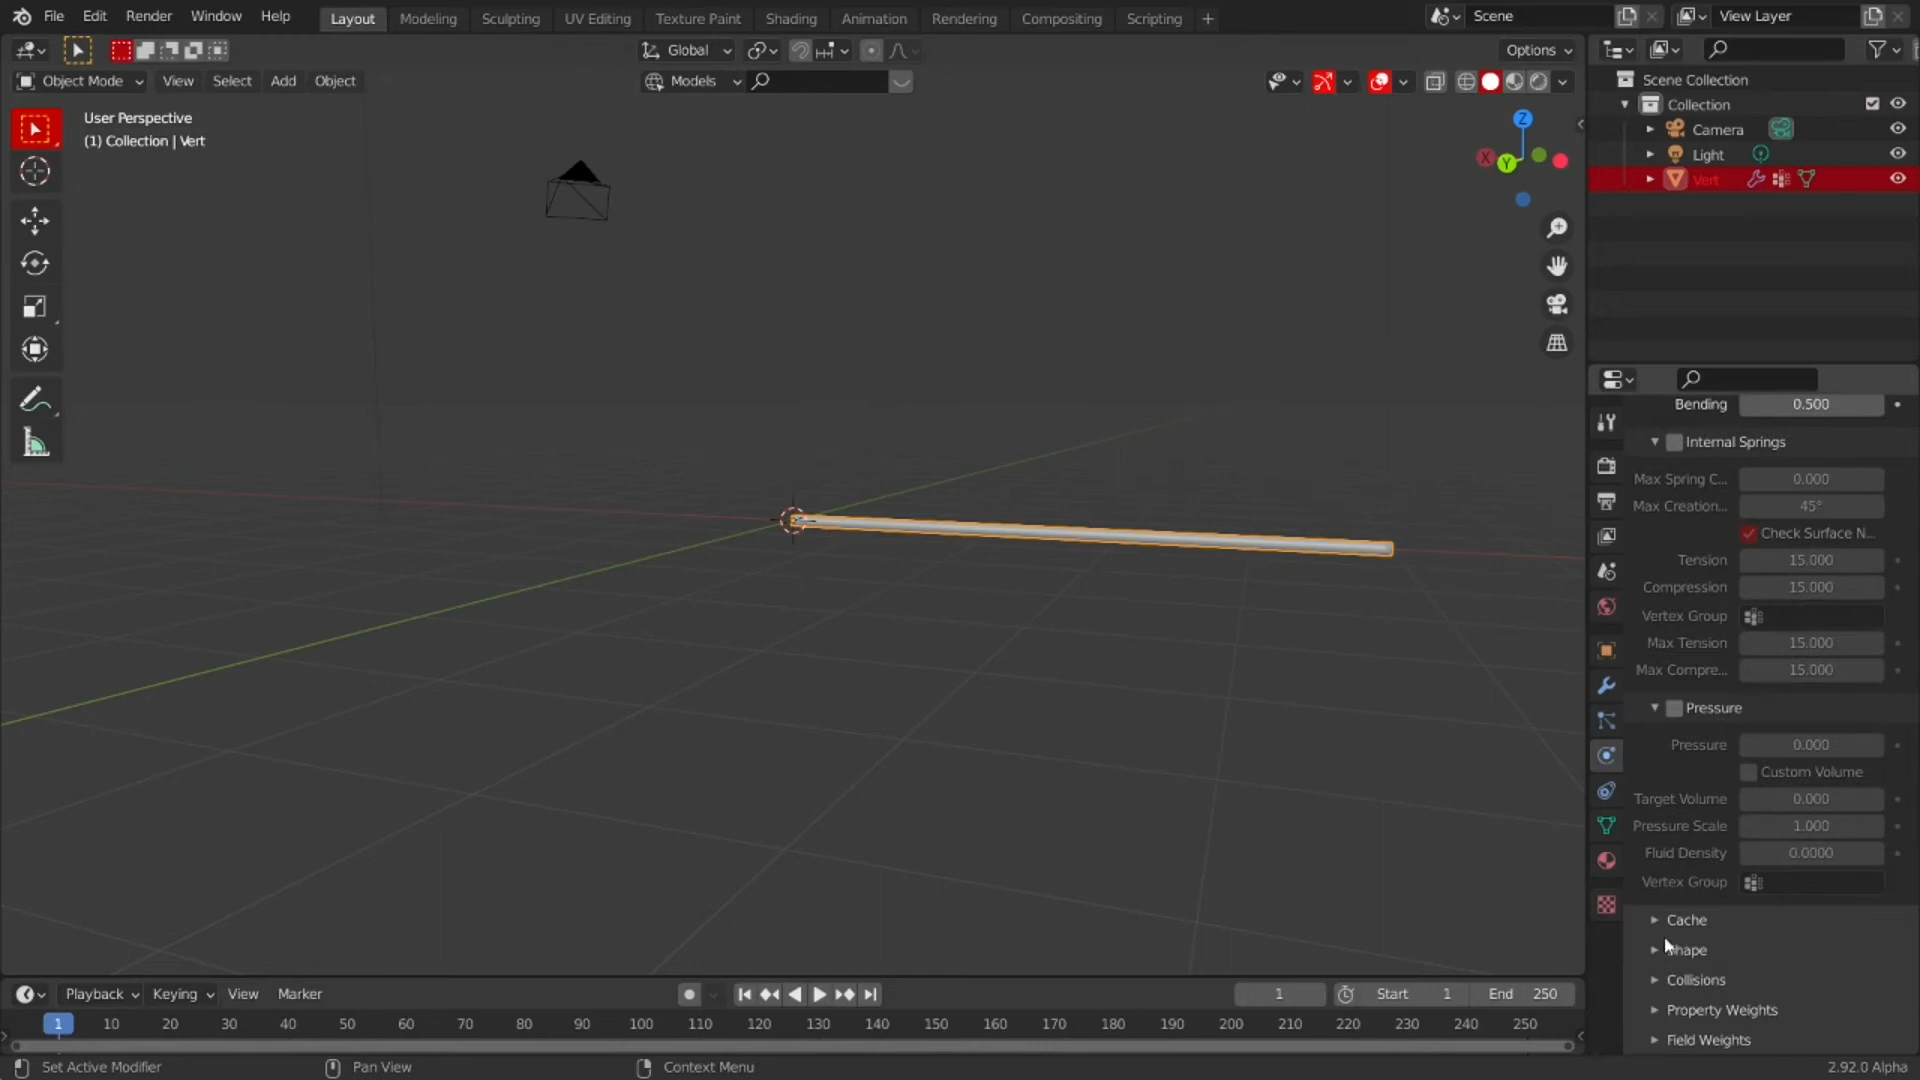 File Edit Render Window Help Layout Modeling Sculpting UV Editing Texture Paint Shading Animation Rendering Compositing Scripting + Scene View Layer
Global Options
Object Mode View Select Add Object Models
User Perspective
(1) Collection | Vert
Z
X
Y
Scene Collection
Collection
Camera
Light
Vert
Bending 0.500
Internal Springs
Max Spring C... 0.000
Max Creation... 45°
Check Surface N...
Tension 15.000
Compression 15.000
Vertex Group
Max Tension 15.000
Max Compre... 15.000
Pressure
Pressure 0.000
Custom Volume
Target Volume 0.000
Pressure Scale 1.000
Fluid Density 0.0000
Vertex Group
Cache
Shape
Collisions
Property Weights
Field Weights
Playback Keying View Marker 1 Start 1 End 250
1 10 20 30 40 50 60 70 80 90 100 110 120 130 140 150 160 170 180 190 200 210 220 230 240 250
Set Active Modifier Pan View Context Menu 2.92.0 Alpha